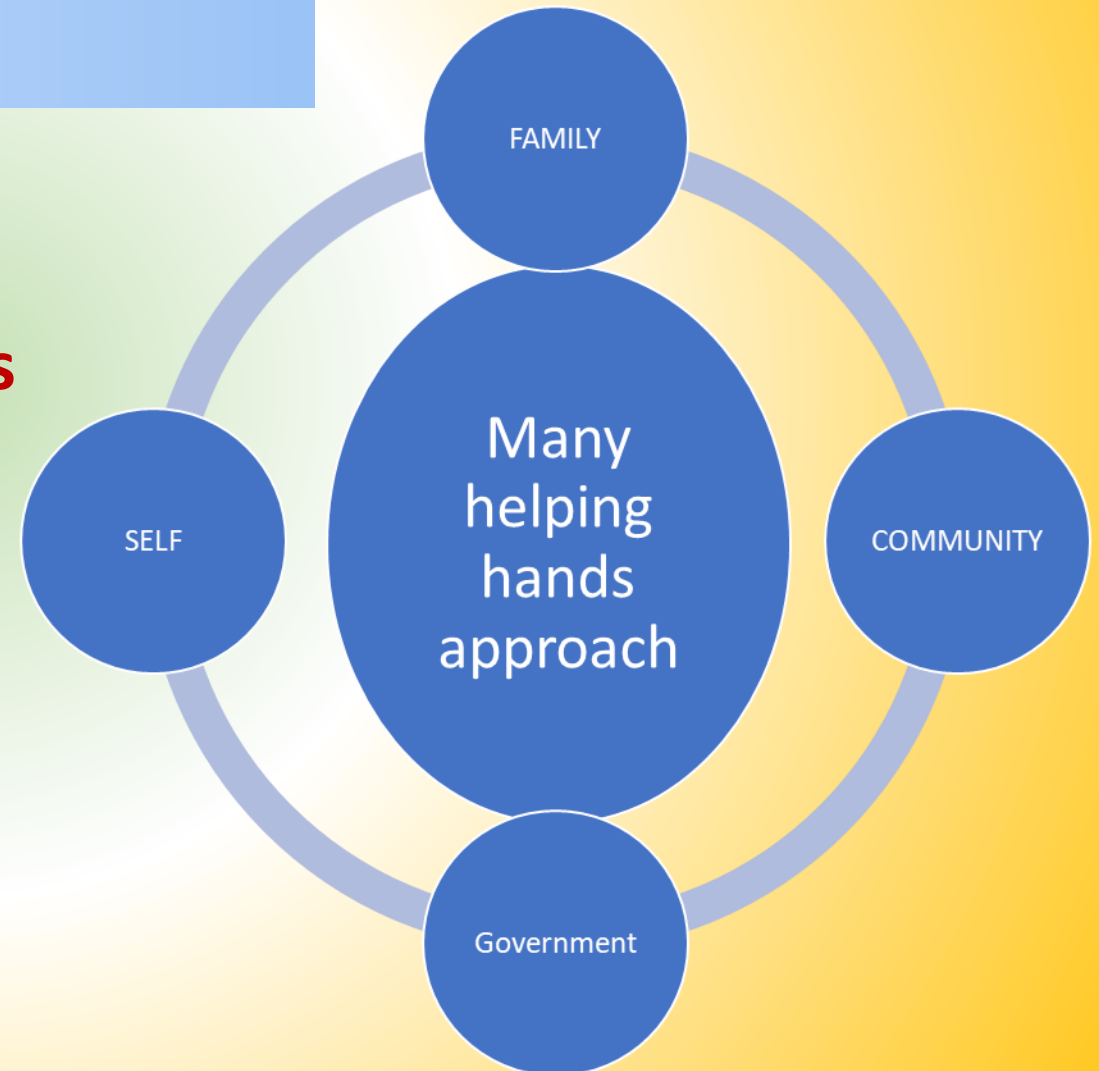 FAMILY
s
SELF
Many
helping
hands
approach
COMMUNITY
Government